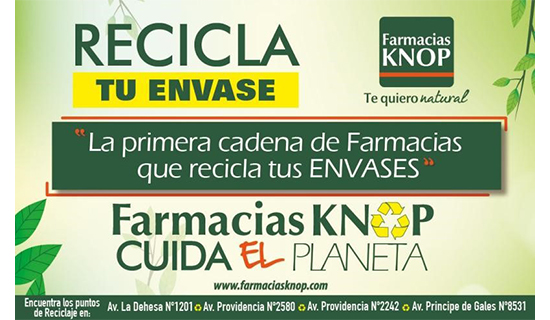 RECICLA
TU ENVASE
Farmacias
KNOP
Te quiero natural
"La primera cadena de Farmacias
que recicla tus ENVASES"
Farmacias KNOP
CUIDA EL PLANETA
www.farmaciasknop.com
Encuentra los puntos
de Reciclaje en:
Av. La Dehesa N°1201 Av. Providencia N°2580 Av. Providencia N°2242 Av. Principe de Gales N°8531